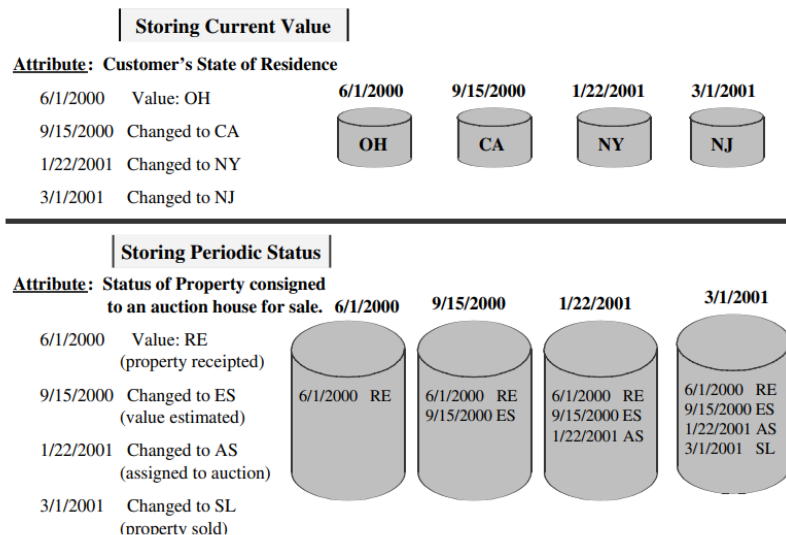 Storing Current Value
Attribute: Customer's State of Residence
6/1/2000 Value: OH
9/15/2000 Changed to CA
1/22/2001 Changed to NY
3/1/2001 Changed to NJ
6/1/2000 9/15/2000 1/22/2001 3/1/2001
OH CA NY NJ
Storing Periodic Status
Attribute: Status of Property consigned
to an auction house for sale.
6/1/2000 Value: RE
(property receipted)
9/15/2000 Changed to ES
(value estimated)
1/22/2001 Changed to AS
(assigned to auction)
3/1/2001 Changed to SL
(property sold)
6/1/2000
6/1/2000 RE
9/15/2000
6/1/2000 RE
9/15/2000 ES
1/22/2001
6/1/2000 RE
9/15/2000 ES
1/22/2001 AS
3/1/2001
6/1/2000 RE
9/15/2000 ES
1/22/2001 AS
3/1/2001 SL